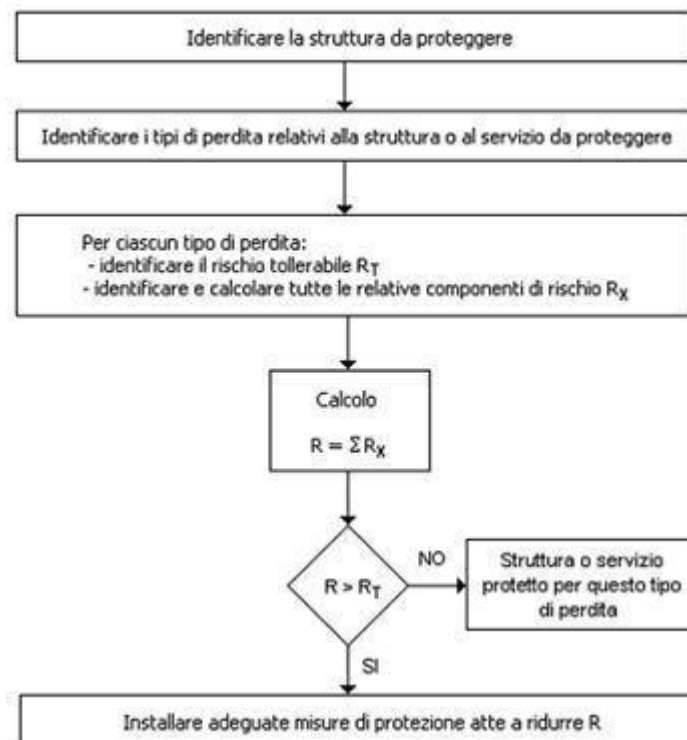 Identificare la struttura da proteggere
Identificare i tipi di perdita relativi alla struttura o al servizio da proteggere
Per ciascun tipo di perdita:
- identificare il rischio tollerabile RT
- identificare e calcolare tutte le relative componenti di rischio RX
Calcolo
R = ΣRX
R > RT
NO
Struttura o servizio
protetto per questo tipo
di perdita
SI
Installare adeguate misure di protezione atte a ridurre R